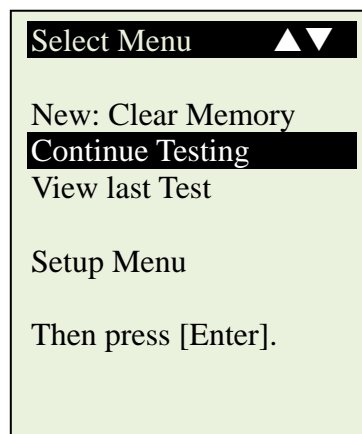 Select Menu ▲▼
New: Clear Memory
Continue Testing
View last Test
Setup Menu
Then press [Enter].